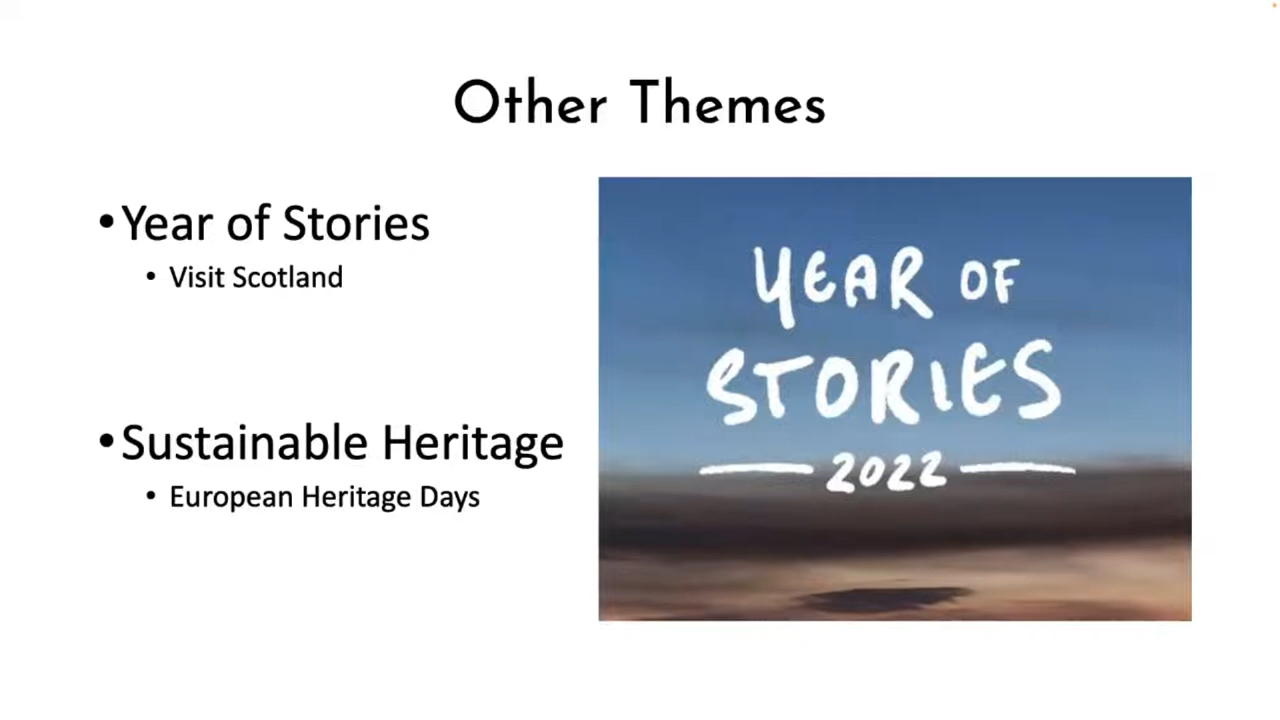 Other Themes
•Year of Stories
• Visit Scotland
•Sustainable Heritage
• European Heritage Days
YEAR OF
STORIES
2022